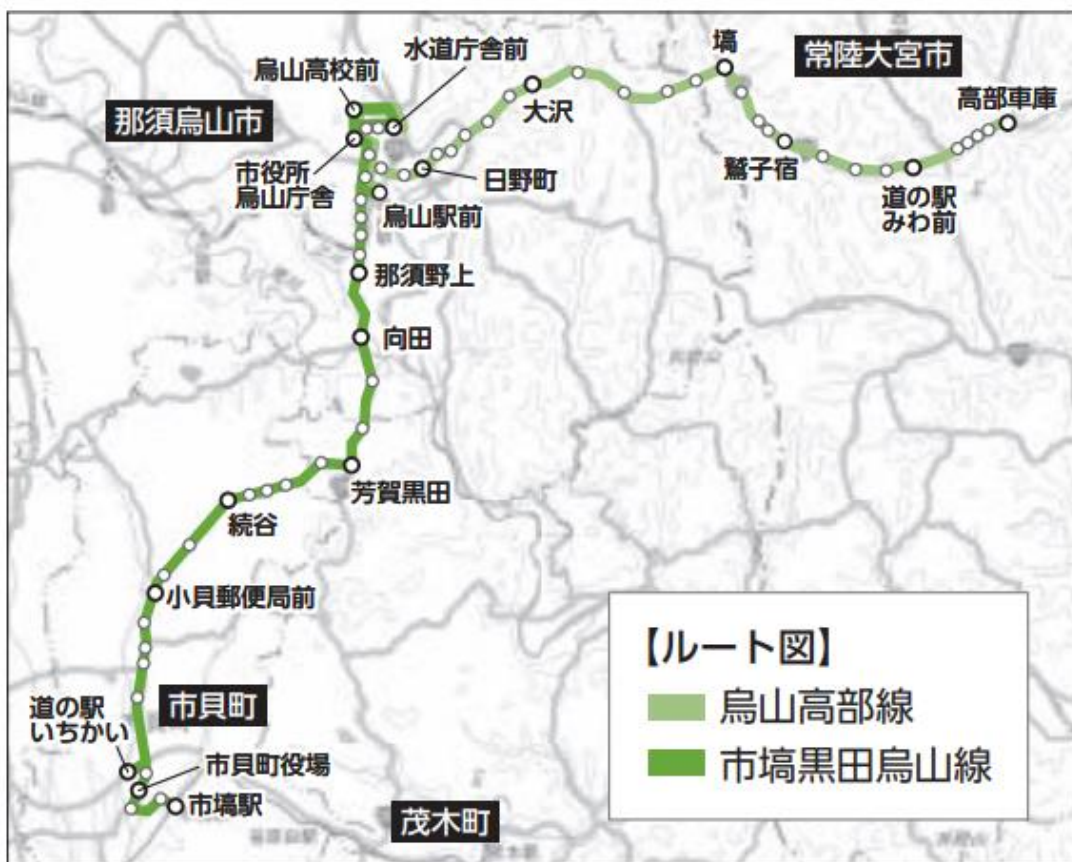 水道庁舎前
塙
常陸大宮市
烏山高校前
高部車庫
那須烏山市
大沢
市役所
烏山庁舎
日野町
鷲子宿
道の駅
みわ前
烏山駅前
那須野上
向田
芳賀黒田
続谷
小貝郵便局前
【ルート図】
烏山高部線
市塙黒田烏山線
市貝町
道の駅
いちかい
市貝町役場
市塙駅
茂木町